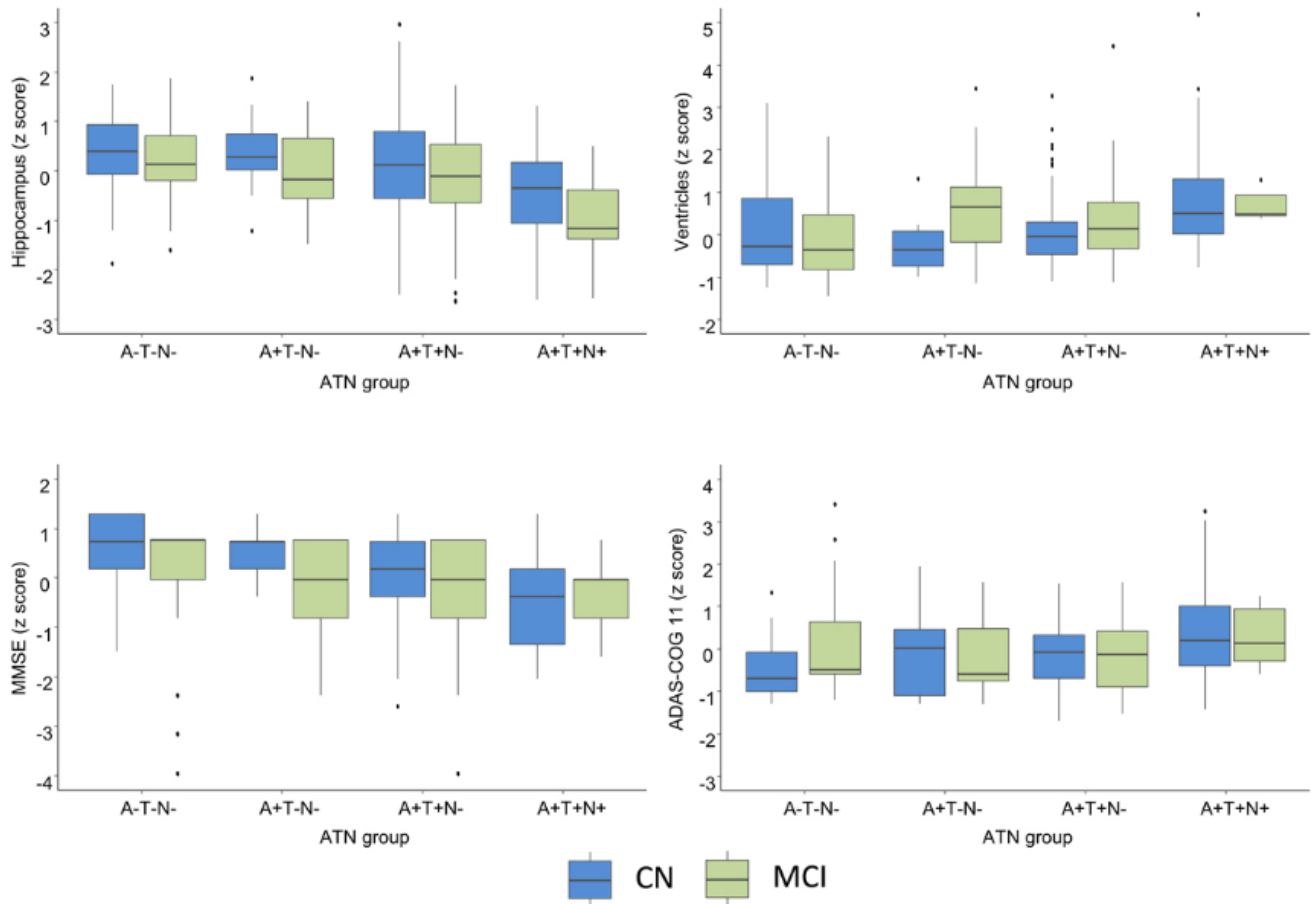 Hippocampus (z score)
3
2
1
0
-1
-2
-3
A-T-N- A+T-N- A+T+N- A+T+N+
ATN group
Ventricles (z score)
5
4
3
2
1
0
-1
-2
A-T-N- A+T-N- A+T+N- A+T+N+
ATN group
MMSE (z score)
2
1
0
-1
-2
-3
-4
A-T-N- A+T-N- A+T+N- A+T+N+
ATN group
ADAS-COG 11 (z score)
4
3
2
1
0
-1
-2
-3
A-T-N- A+T-N- A+T+N- A+T+N+
ATN group
CN MCI